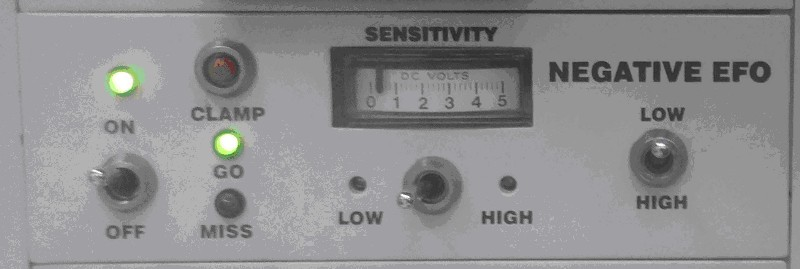 SENSITIVITY
DC VOLTS
0 1 2 3 4 5
NEGATIVE EFO
ON
OFF
CLAMP
GO
MISS
LOW
HIGH
LOW
HIGH